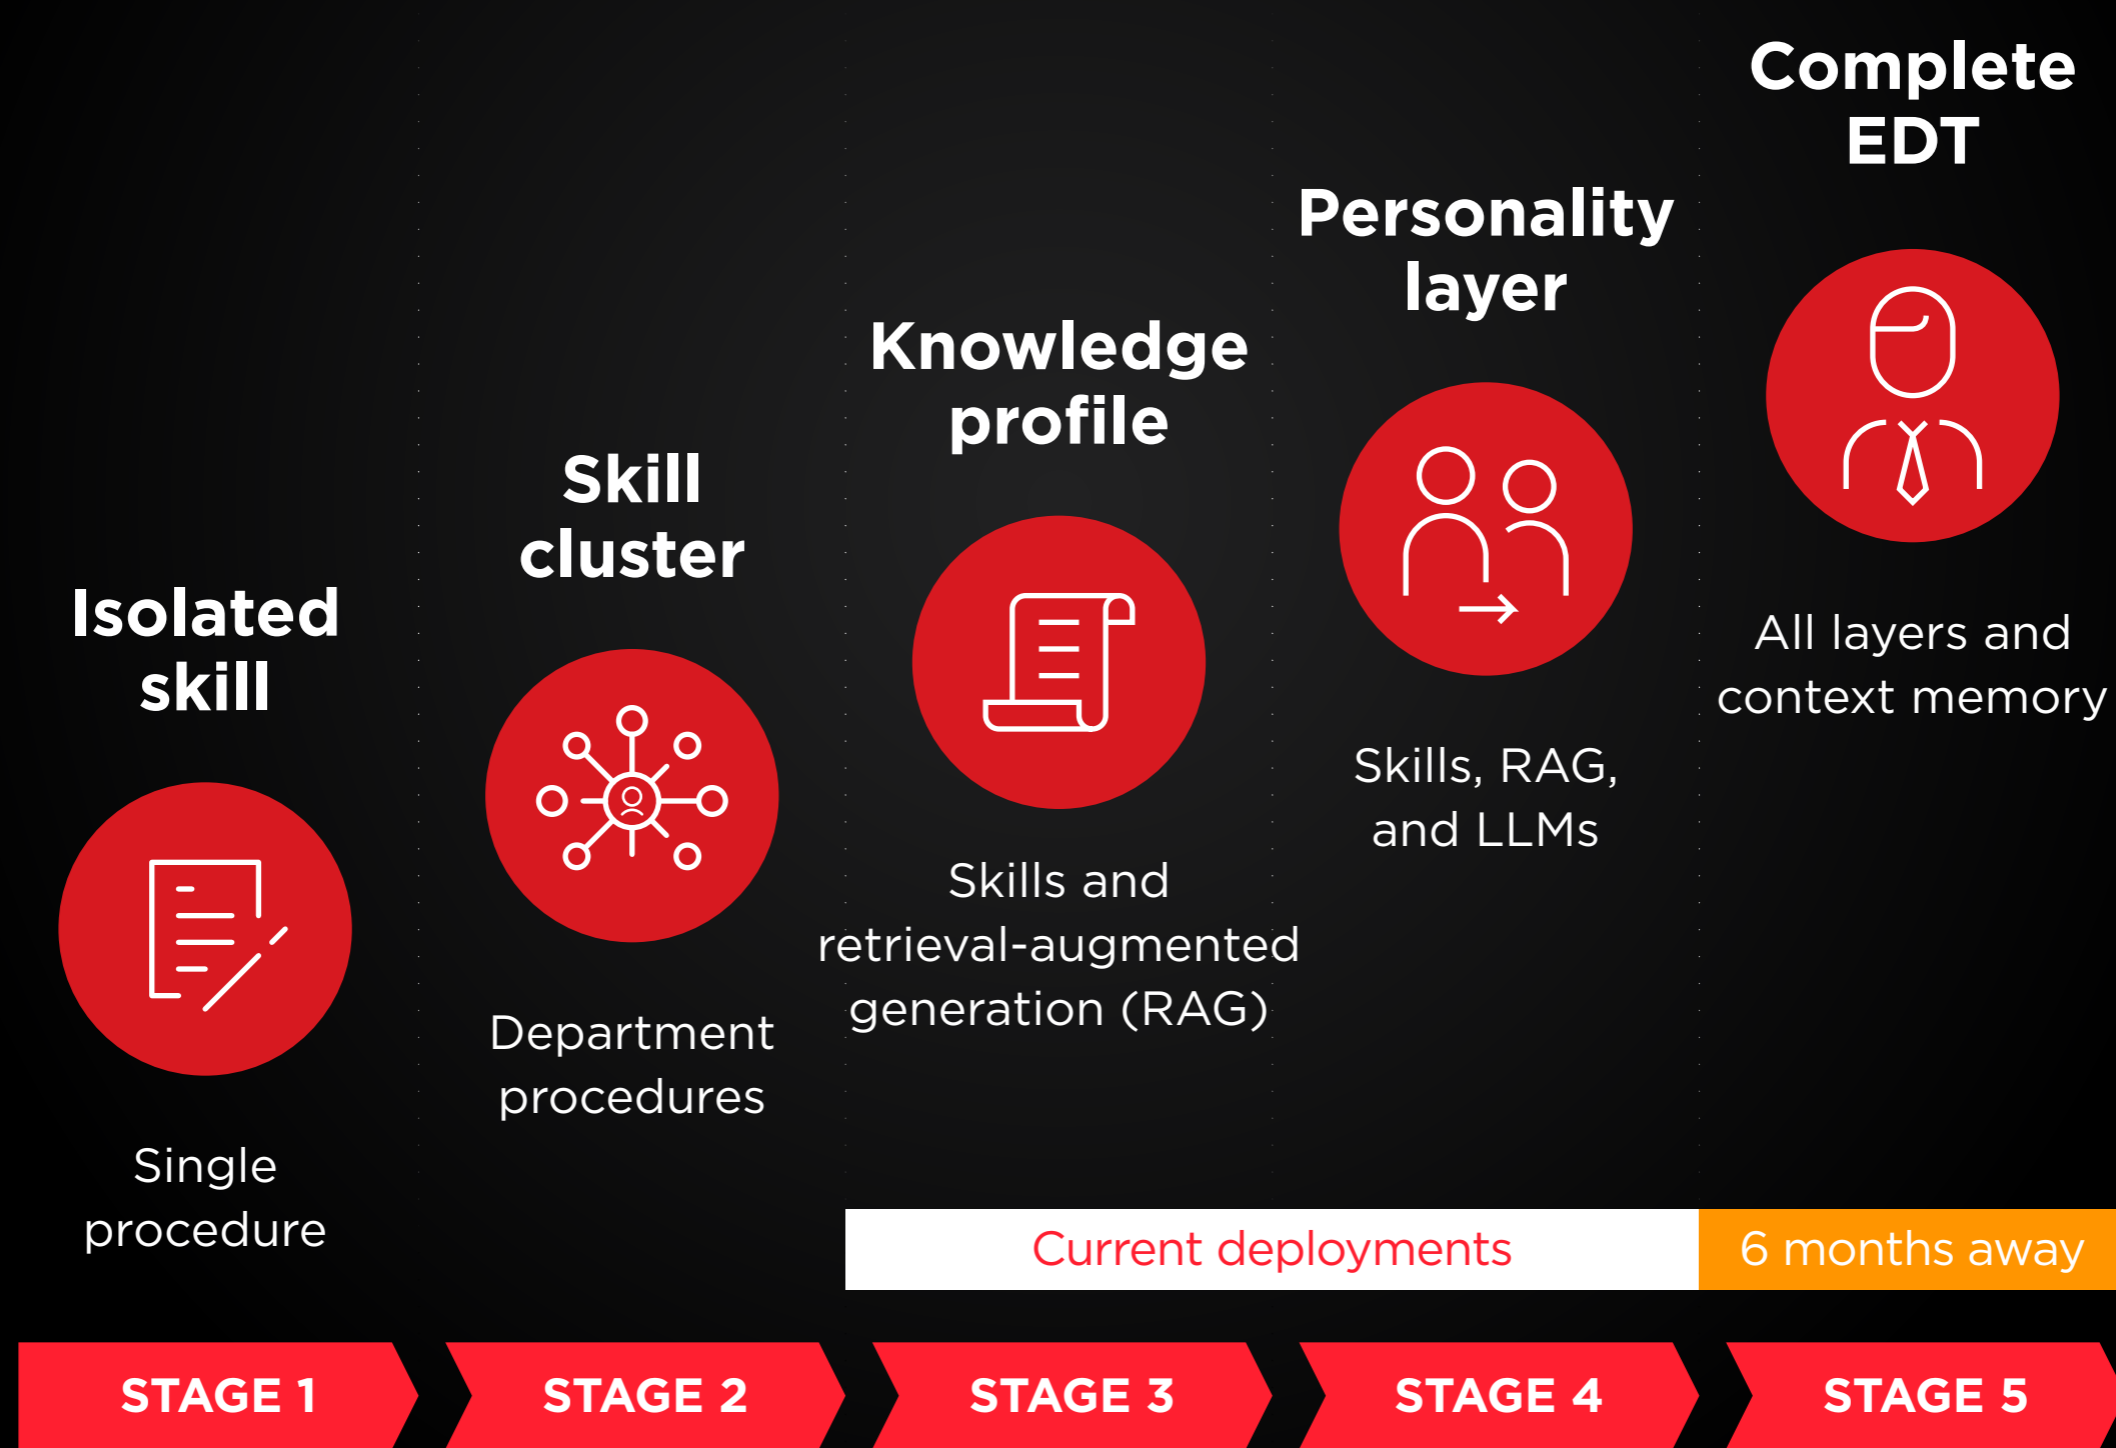 Isolated
skill
Single
procedure
STAGE 1
Skill
cluster
Department
procedures
STAGE 2
Knowledge
profile
Skills and
retrieval-augmented
generation (RAG)
STAGE 3
Personality
layer
Skills, RAG,
and LLMs
Current deployments
STAGE 4
Complete
EDT
All layers and
context memory
6 months away
STAGE 5